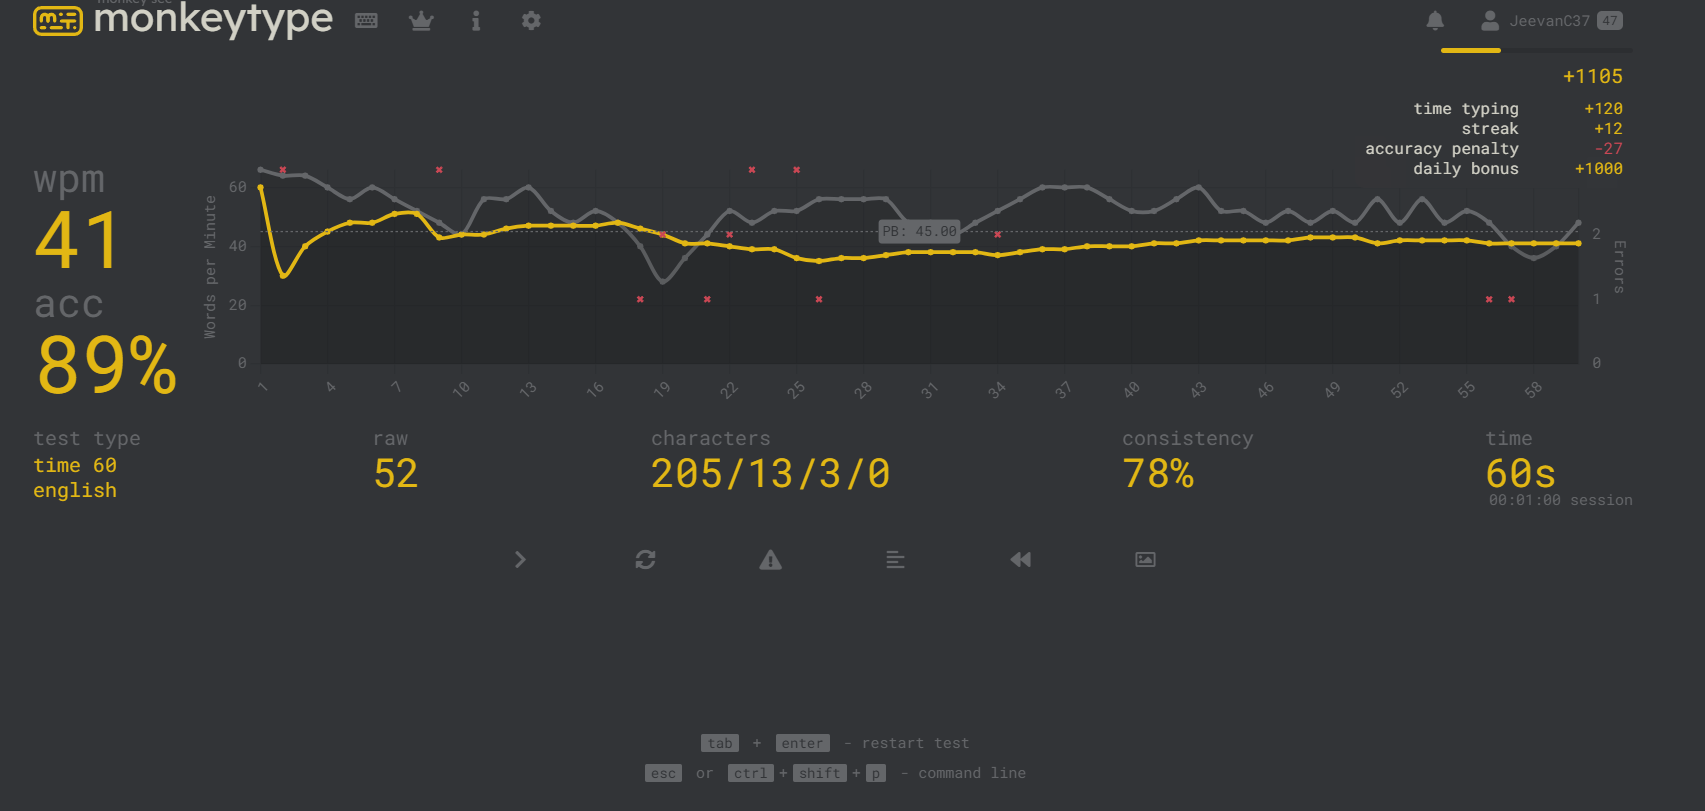 monkey see
monkeytype
JeevanC37 47
+1105
time typing +120
streak +12
accuracy penalty -27
daily bonus +1000
wpm
41
acc
89%
Words per Minute
60
40
20
0
PB: 45.00
2
1
0
Errors
1 4 7 10 13 16 19 22 25 28 31 34 37 40 43 46 49 52 55 58
test type
time 60
english
raw
52
characters
205/13/3/0
consistency
78%
time
60s
00:01:00 session
tab + enter - restart test
esc or ctrl + shift + p - command line